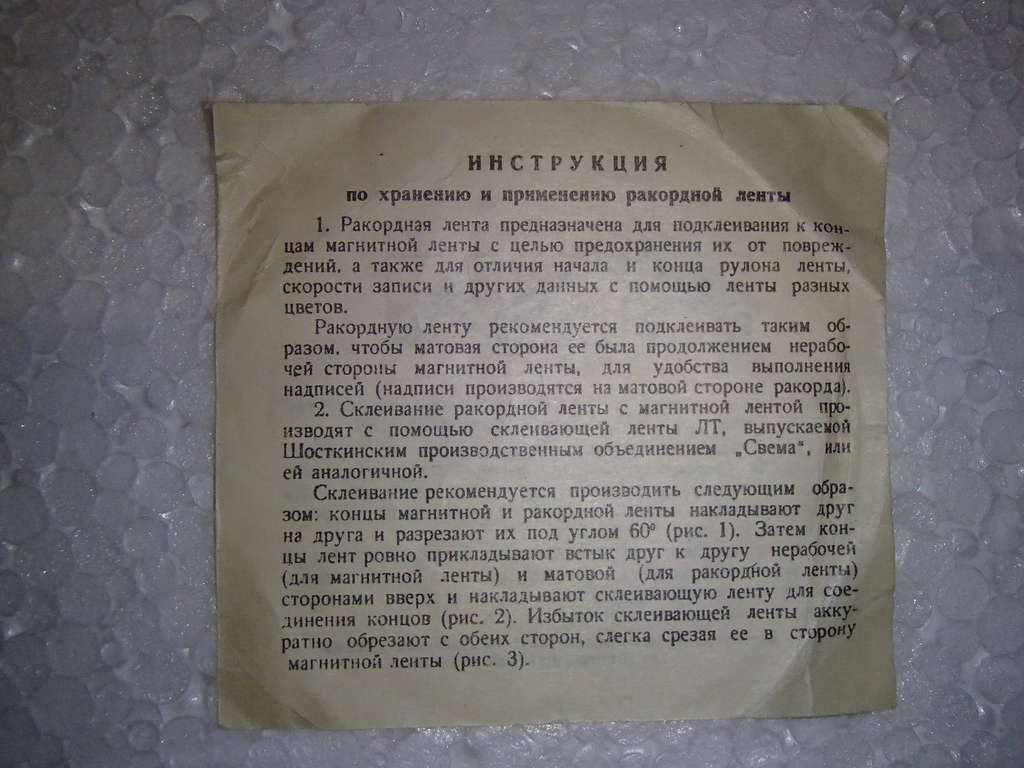 ИНСТРУКЦИЯ
по хранению и применению ракордной ленты
1. Ракордная лента предназначена для подклеивания к кон-
цам магнитной ленты с целью предохранения их от повреж-
дений, а также для отличия начала и конца рулона ленты,
скорости записи и других данных с помощью ленты разных
цветов.
Ракордную ленту рекомендуется подклеивать таким об-
разом, чтобы матовая сторона ее была продолжением нерабо-
чей стороны магнитной ленты, для удобства выполнения
надписей (надписи производятся на матовой стороне ракорда).
2. Склеивание ракордной ленты с магнитной лентой про-
изводят с помощью склеивающей ленты ЛТ, выпускаемой
Шосткинским производственным объединением „Свема“, или
ей аналогичной.
Склеивание рекомендуется производить следующим обра-
зом: концы магнитной и ракордной ленты накладывают друг
на друга и разрезают их под углом 60° (рис. 1). Затем кон-
цы лент ровно прикладывают встык друг к другу нерабочей
(для магнитной ленты) и матовой (для ракордной ленты)
сторонами вверх и накладывают склеивающую ленту для сое-
динения концов (рис. 2). Избыток склеивающей ленты акку-
ратно обрезают с обеих сторон, слегка срезая ее в сторону
магнитной ленты (рис. 3).